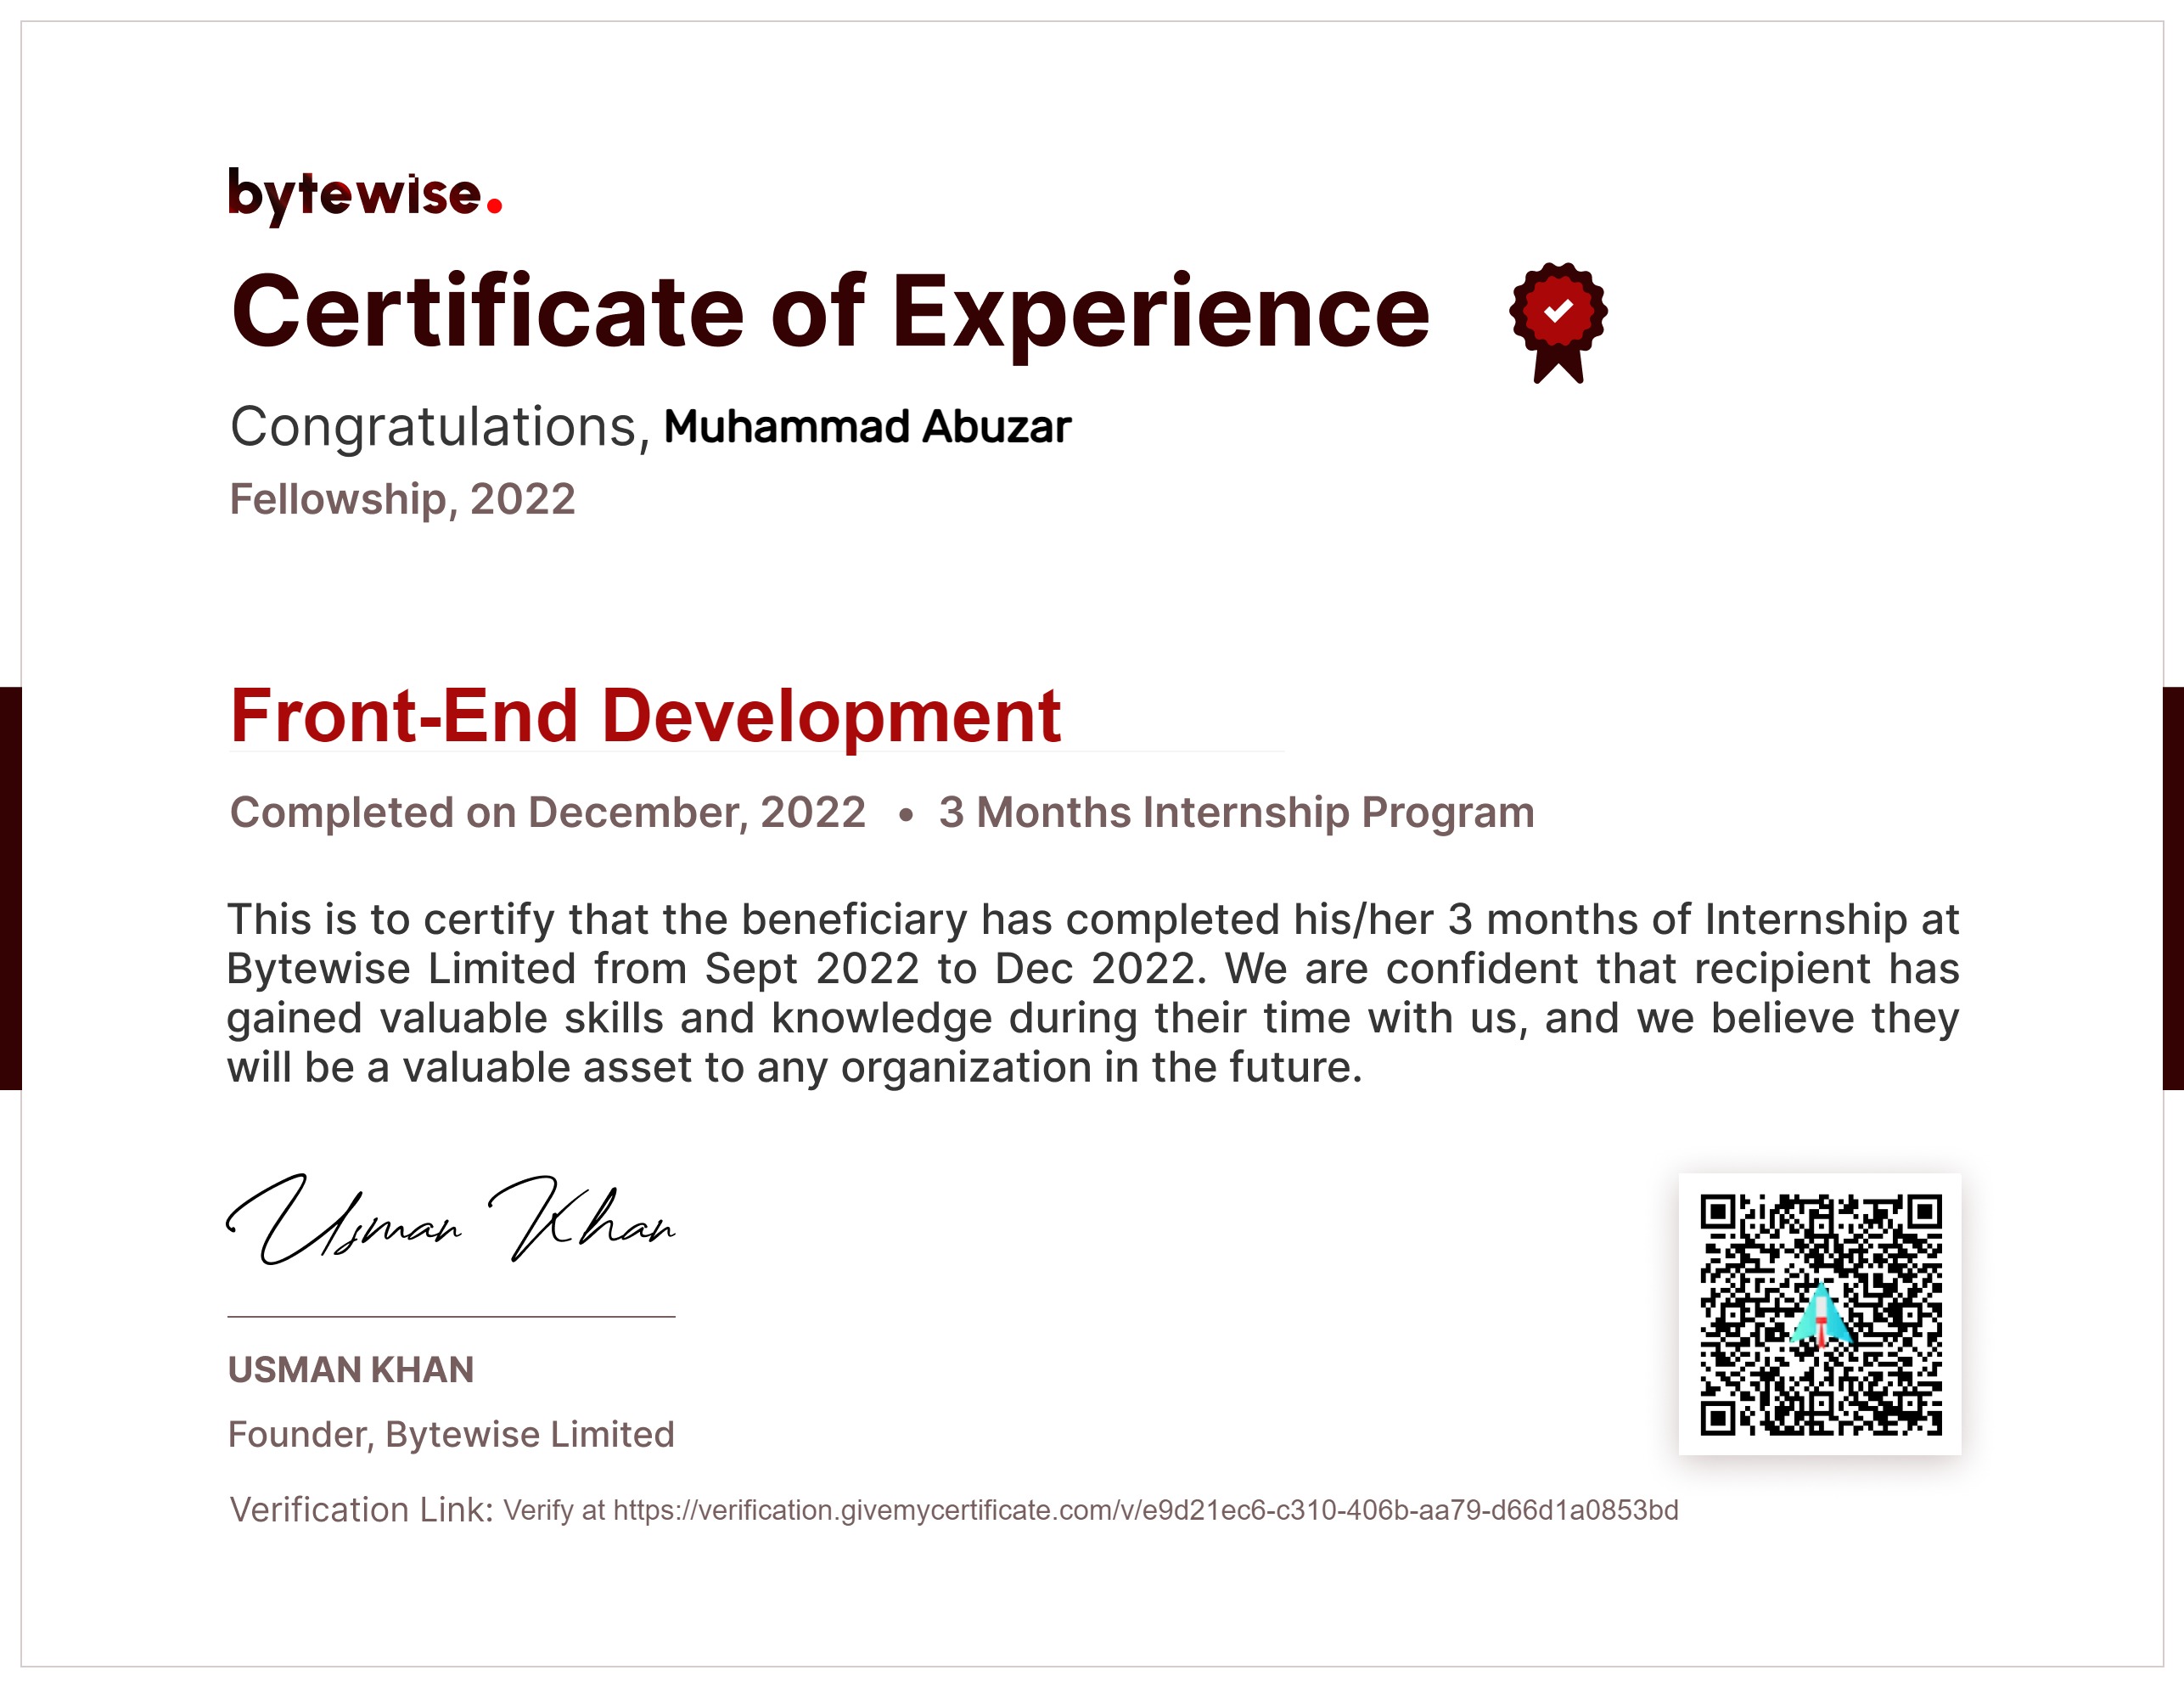 bytewise.
Certificate of Experience
Congratulations, Muhammad Abuzar
Fellowship, 2022
Front-End Development
Completed on December, 2022 • 3 Months Internship Program
This is to certify that the beneficiary has completed his/her 3 months of Internship at
Bytewise Limited from Sept 2022 to Dec 2022. We are confident that recipient has
gained valuable skills and knowledge during their time with us, and we believe they
will be a valuable asset to any organization in the future.
Usman Khan
USMAN KHAN
Founder, Bytewise Limited
Verification Link: Verify at https://verification.givemycertificate.com/v/e9d21ec6-c310-406b-aa79-d66d1a0853bd